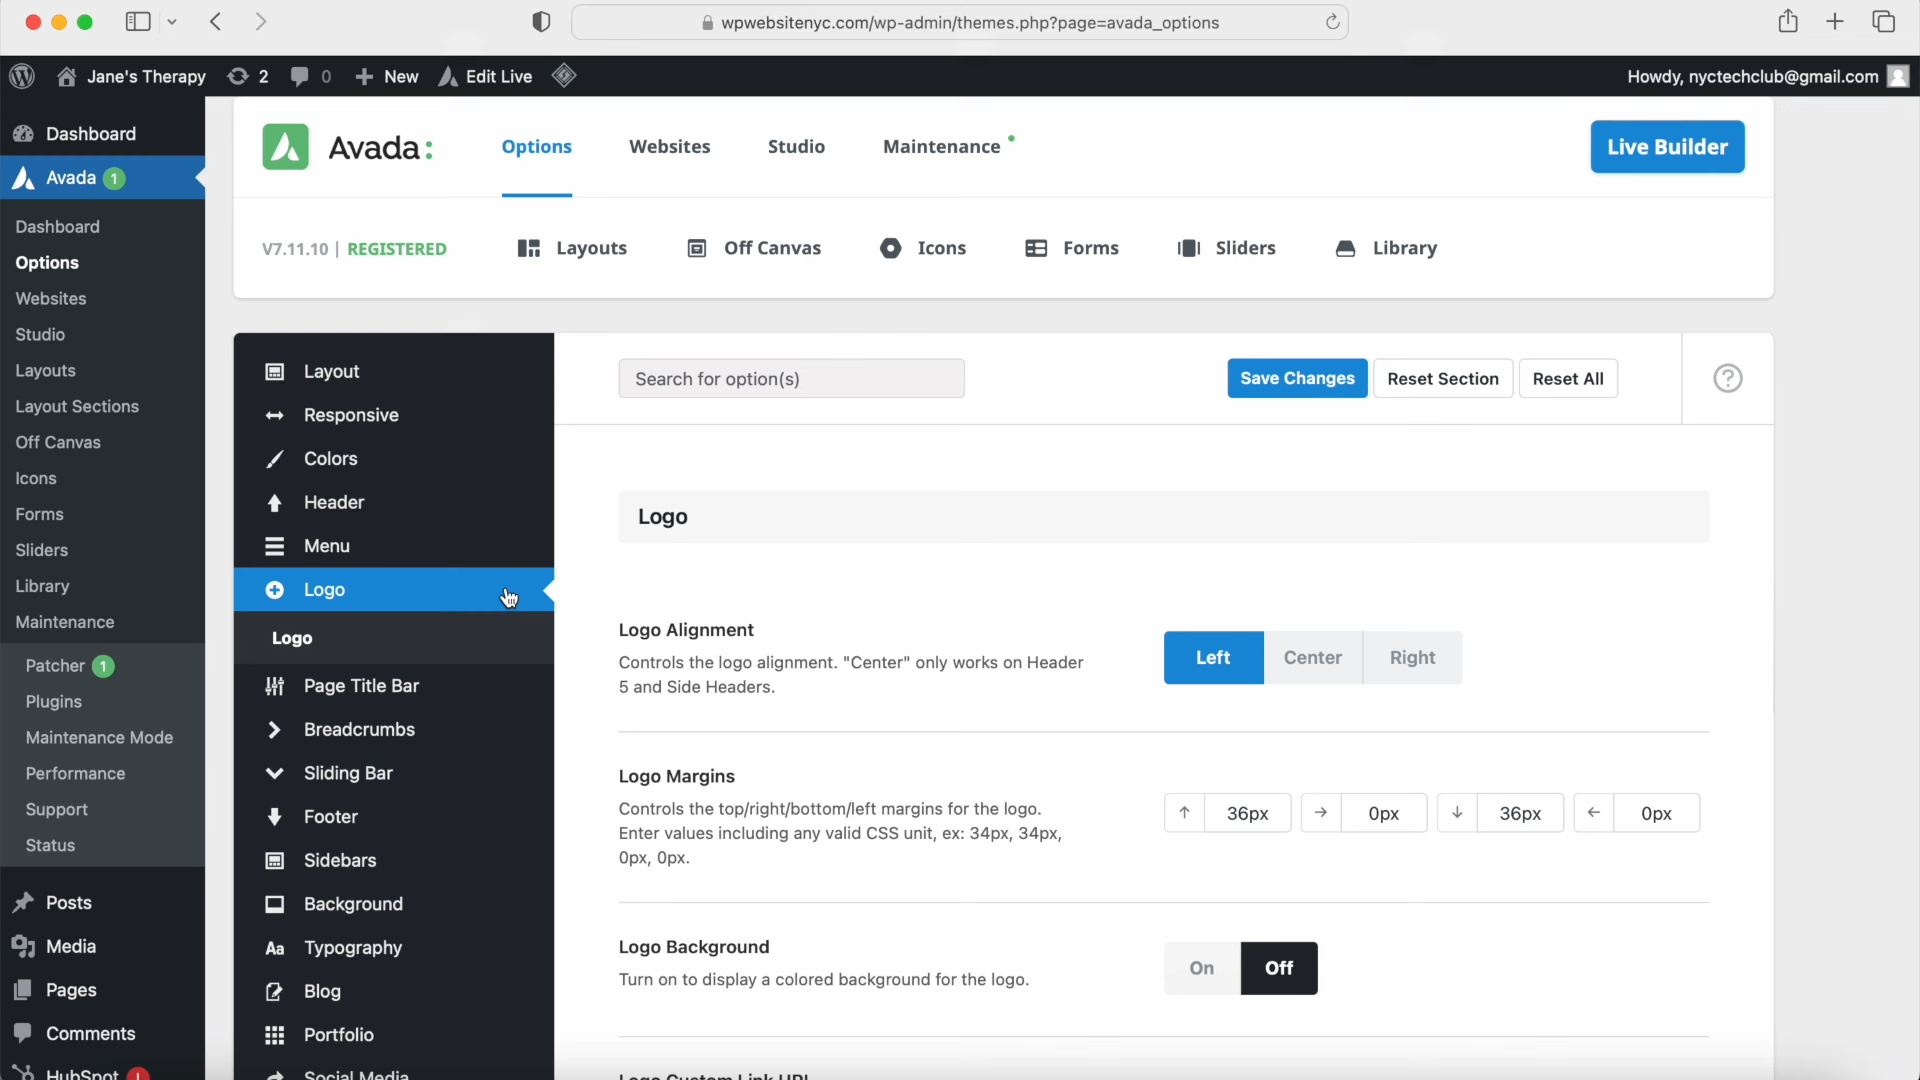 wpwebsitenyc.com/wp-admin/themes.php?page=avada_options
Jane's Therapy
2
0
New
Edit Live
Howdy, nyctechclub@gmail.com
Dashboard
Avada 1
Dashboard
Options
Websites
Studio
Layouts
Layout Sections
Off Canvas
Icons
Forms
Sliders
Library
Maintenance
Patcher 1
Plugins
Maintenance Mode
Performance
Support
Status
Posts
Media
Pages
Comments
HubSpot !
Avada:
Options
Websites
Studio
Maintenance
Live Builder
V7.11.10 | REGISTERED
Layouts
Off Canvas
Icons
Forms
Sliders
Library
Layout
Responsive
Colors
Header
Menu
Logo
Logo
Page Title Bar
Breadcrumbs
Sliding Bar
Footer
Sidebars
Background
Aa Typography
Blog
Portfolio
Social Media
Search for option(s)
Save Changes
Reset Section
Reset All
?
Logo
Logo Alignment
Controls the logo alignment. "Center" only works on Header
5 and Side Headers.
Left
Center
Right
Logo Margins
Controls the top/right/bottom/left margins for the logo.
Enter values including any valid CSS unit, ex: 34px, 34px,
0px, 0px.
36px
0px
36px
0px
Logo Background
Turn on to display a colored background for the logo.
On
Off
Logo Custom Link URL